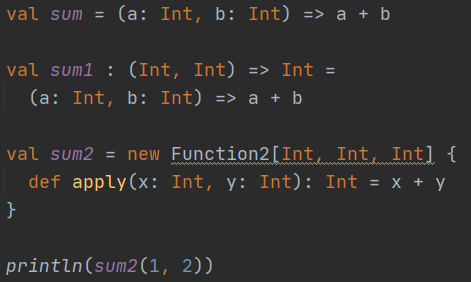 val sum = (a: Int, b: Int) => a + b
val sum1 : (Int, Int) => Int =
(a: Int, b: Int) => a + b
val sum2 = new Function2[Int, Int, Int] {
def apply(x: Int, y: Int): Int = x + y
}
println(sum2(1, 2))